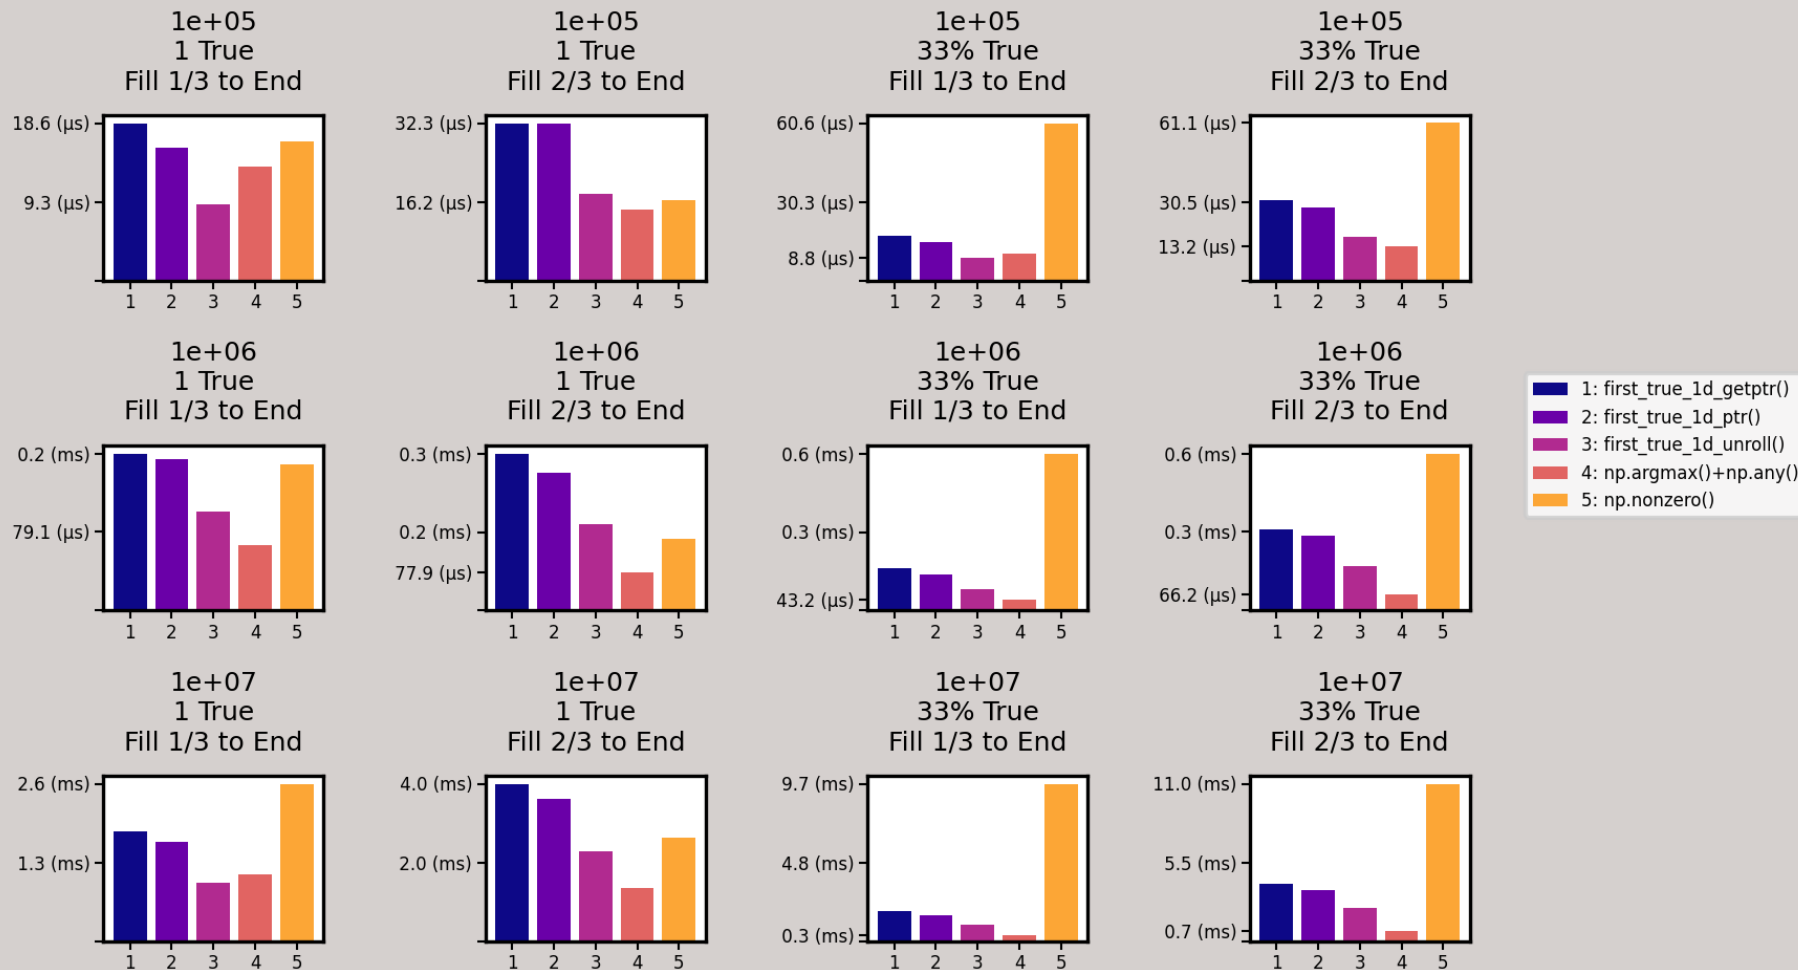 1e+05
1 True
Fill 1/3 to End
18.6 (µs)
9.3 (µs)
1 2 3 4 5
1e+05
1 True
Fill 2/3 to End
32.3 (µs)
16.2 (µs)
1 2 3 4 5
1e+05
33% True
Fill 1/3 to End
60.6 (µs)
30.3 (µs)
8.8 (µs)
1 2 3 4 5
1e+05
33% True
Fill 2/3 to End
61.1 (µs)
30.5 (µs)
13.2 (µs)
1 2 3 4 5
1e+06
1 True
Fill 1/3 to End
0.2 (ms)
79.1 (µs)
1 2 3 4 5
1e+06
1 True
Fill 2/3 to End
0.3 (ms)
0.2 (ms)
77.9 (µs)
1 2 3 4 5
1e+06
33% True
Fill 1/3 to End
0.6 (ms)
0.3 (ms)
43.2 (µs)
1 2 3 4 5
1e+06
33% True
Fill 2/3 to End
0.6 (ms)
0.3 (ms)
66.2 (µs)
1 2 3 4 5
1: first_true_1d_getptr()
2: first_true_1d_ptr()
3: first_true_1d_unroll()
4: np.argmax()+np.any()
5: np.nonzero()
1e+07
1 True
Fill 1/3 to End
2.6 (ms)
1.3 (ms)
1 2 3 4 5
1e+07
1 True
Fill 2/3 to End
4.0 (ms)
2.0 (ms)
1 2 3 4 5
1e+07
33% True
Fill 1/3 to End
9.7 (ms)
4.8 (ms)
0.3 (ms)
1 2 3 4 5
1e+07
33% True
Fill 2/3 to End
11.0 (ms)
5.5 (ms)
0.7 (ms)
1 2 3 4 5